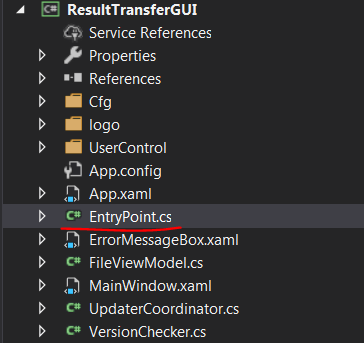 ResultTransferGUI
Service References
Properties
References
Cfg
logo
UserControl
App.config
App.xaml
C# EntryPoint.cs
ErrorMessageBox.xaml
C# FileViewModel.cs
MainWindow.xaml
C# UpdaterCoordinator.cs
C# VersionChecker.cs